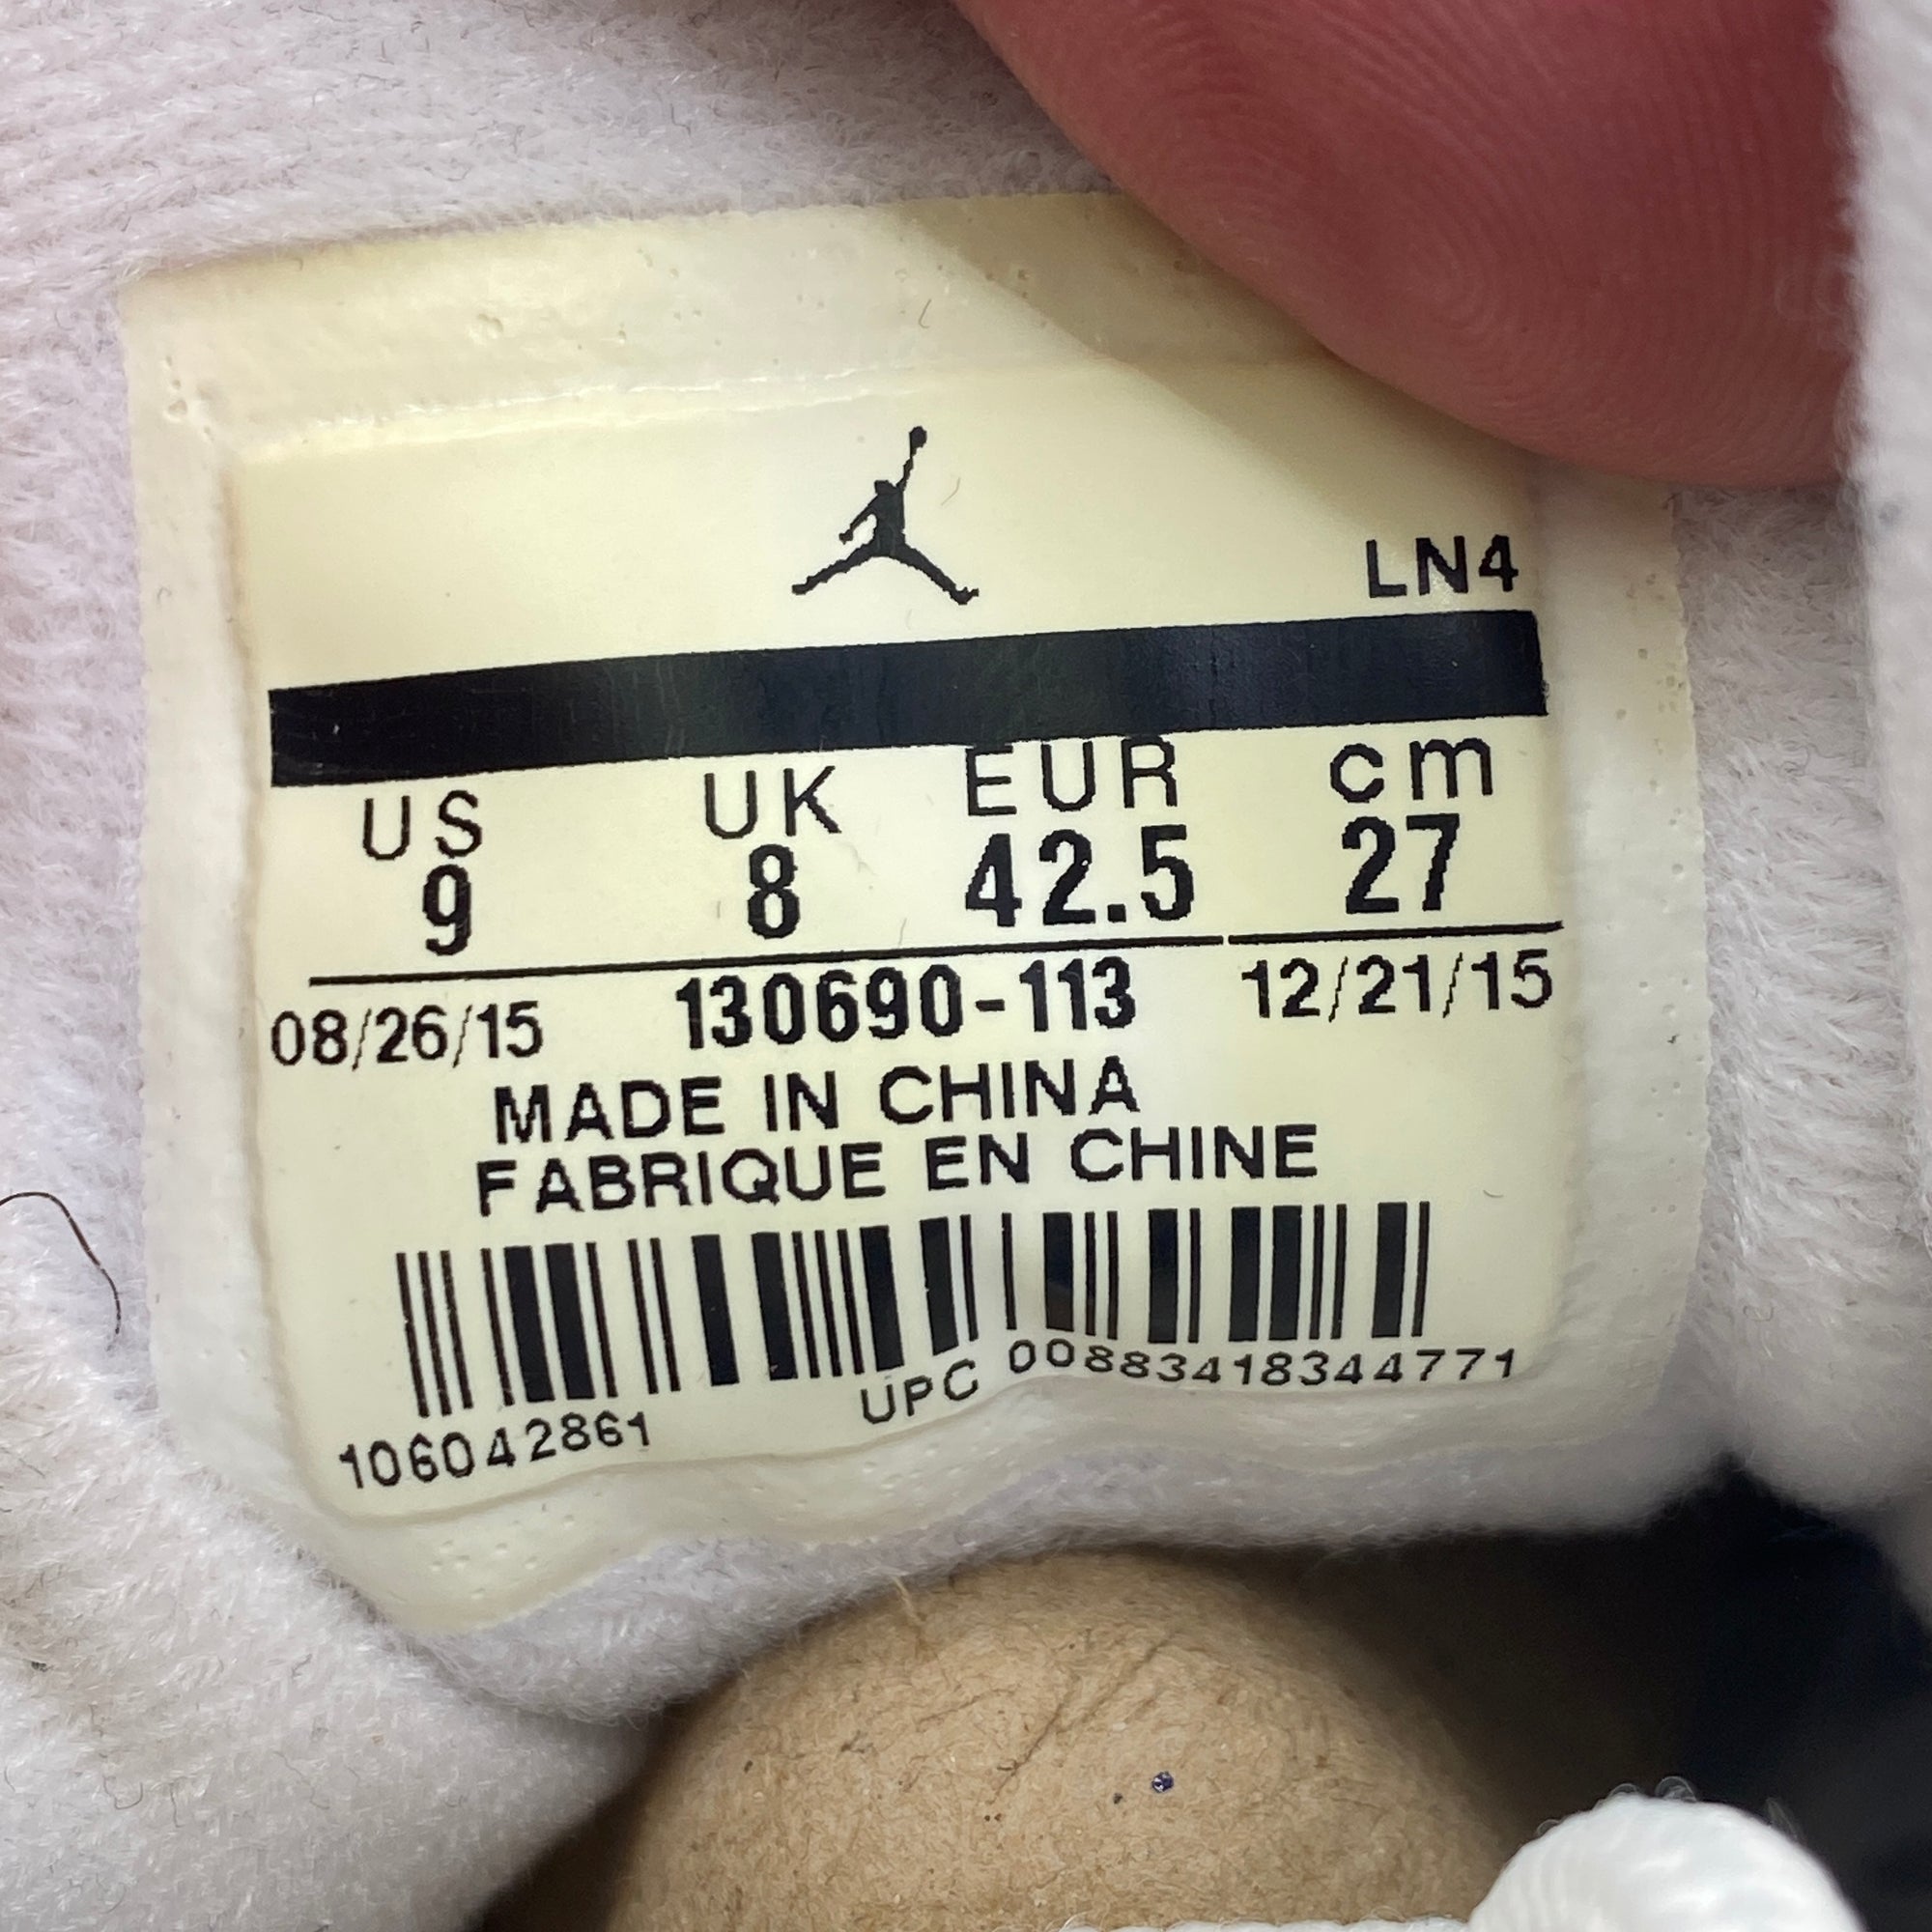 LN4
US UK EUR cm
9 8 42.5 27
08/26/15 130690-113 12/21/15
MADE IN CHINA
FABRIQUE EN CHINE
106042861 UPC 00883418344771